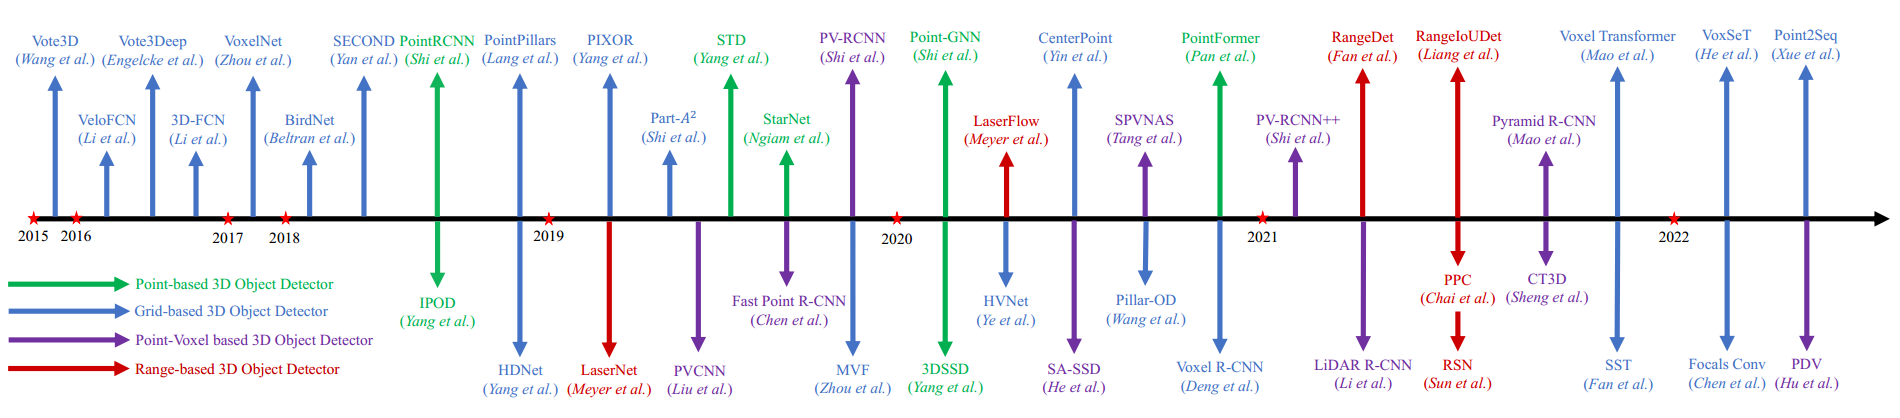 Vote3D
(Wang et al.)
Vote3Deep
(Engelcke et al.)
VoxelNet
(Zhou et al.)
SECOND
(Yan et al.)
PointRCNN
(Shi et al.)
PointPillars
(Lang et al.)
PIXOR
(Yang et al.)
STD
(Yang et al.)
PV-RCNN
(Shi et al.)
Point-GNN
(Shi et al.)
CenterPoint
(Yin et al.)
PointFormer
(Pan et al.)
RangeDet
(Fan et al.)
RangeIoUDet
(Liang et al.)
Voxel Transformer
(Mao et al.)
VoxSeT
(He et al.)
Point2Seq
(Xue et al.)
VeloFCN
(Li et al.)
3D-FCN
(Li et al.)
BirdNet
(Beltran et al.)
Part-A²
(Shi et al.)
StarNet
(Ngiam et al.)
LaserFlow
(Meyer et al.)
SPVNAS
(Tang et al.)
PV-RCNN++
(Shi et al.)
Pyramid R-CNN
(Mao et al.)
2015
2016
2017
2018
2019
2020
2021
2022
Point-based 3D Object Detector
Grid-based 3D Object Detector
Point-Voxel based 3D Object Detector
Range-based 3D Object Detector
IPOD
(Yang et al.)
Fast Point R-CNN
(Chen et al.)
HVNet
(Ye et al.)
Pillar-OD
(Wang et al.)
PPC
(Chai et al.)
CT3D
(Sheng et al.)
HDNet
(Yang et al.)
LaserNet
(Meyer et al.)
PVCNN
(Liu et al.)
MVF
(Zhou et al.)
3DSSD
(Yang et al.)
SA-SSD
(He et al.)
Voxel R-CNN
(Deng et al.)
LiDAR R-CNN
(Li et al.)
RSN
(Sun et al.)
SST
(Fan et al.)
Focals Conv
(Chen et al.)
PDV
(Hu et al.)